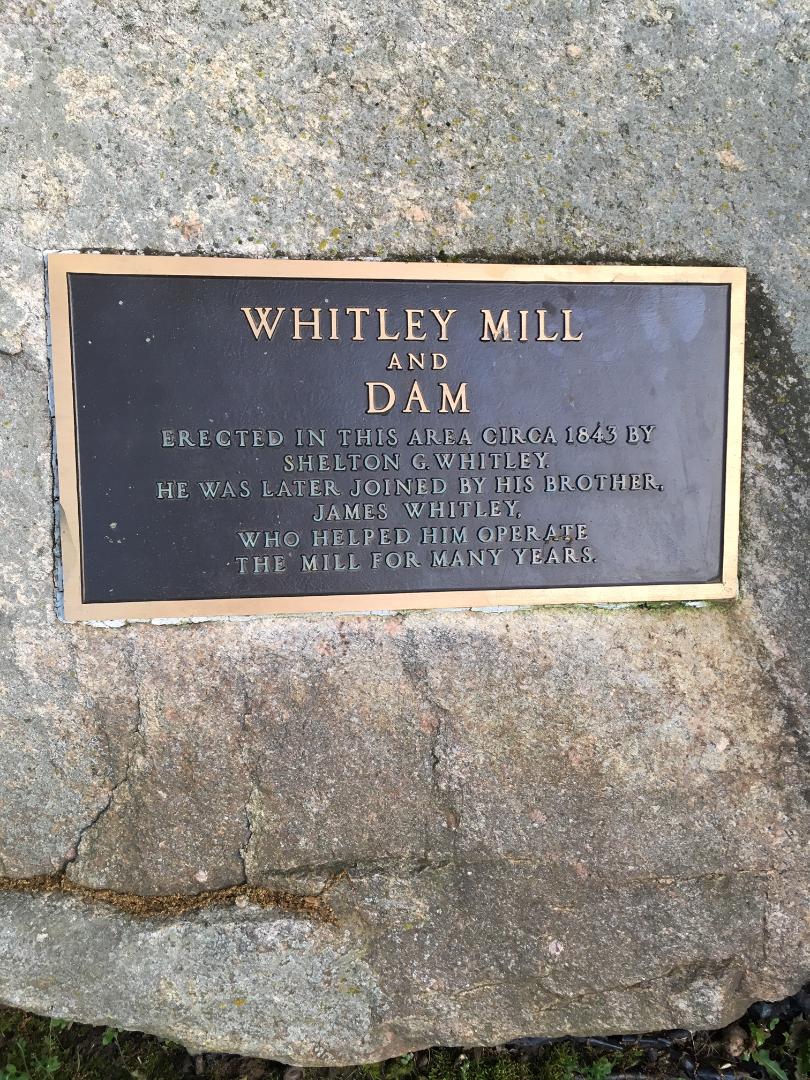 WHITLEY MILL
AND
DAM
ERECTED IN THIS AREA CIRCA 1843 BY
SHELTON G. WHITLEY.
HE WAS LATER JOINED BY HIS BROTHER,
JAMES WHITLEY,
WHO HELPED HIM OPERATE
THE MILL FOR MANY YEARS.